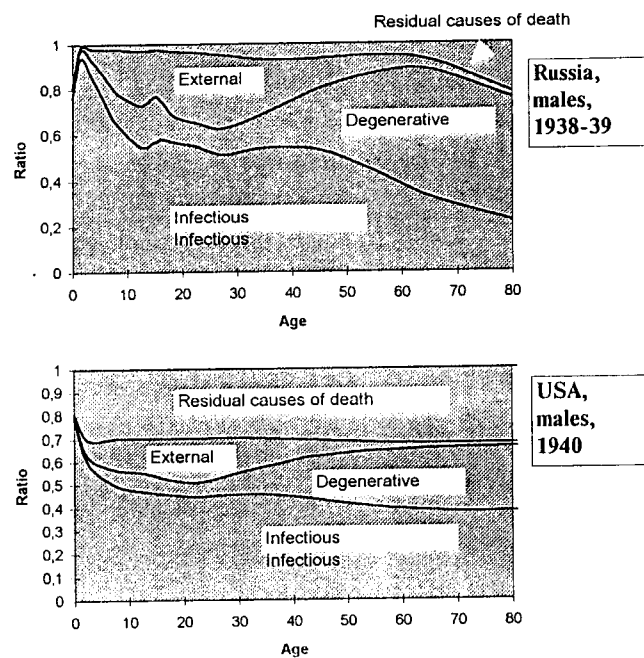 Residual causes of death
1
0,8
0,6
0,4
0,2
0
Ratio
External
Degenerative
Infectious
Infectious
0 10 20 30 40 50 60 70 80
Age
Russia,
males,
1938-39
1
0,9
0,8
0,7
0,6
0,5
0,4
0,3
0,2
0,1
0
Ratio
Residual causes of death
External
Degenerative
Infectious
Infectious
0 10 20 30 40 50 60 70 80
Age
USA,
males,
1940